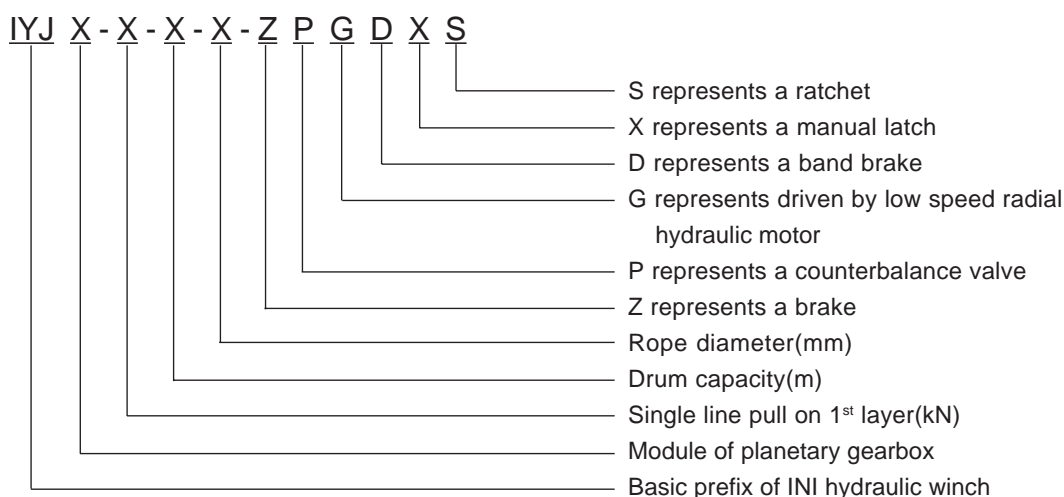 IYJ X - X - X - X - Z P G D X S
S represents a ratchet
X represents a manual latch
D represents a band brake
G represents driven by low speed radial
hydraulic motor
P represents a counterbalance valve
Z represents a brake
Rope diameter(mm)
Drum capacity(m)
Single line pull on 1st layer(kN)
Module of planetary gearbox
Basic prefix of INI hydraulic winch